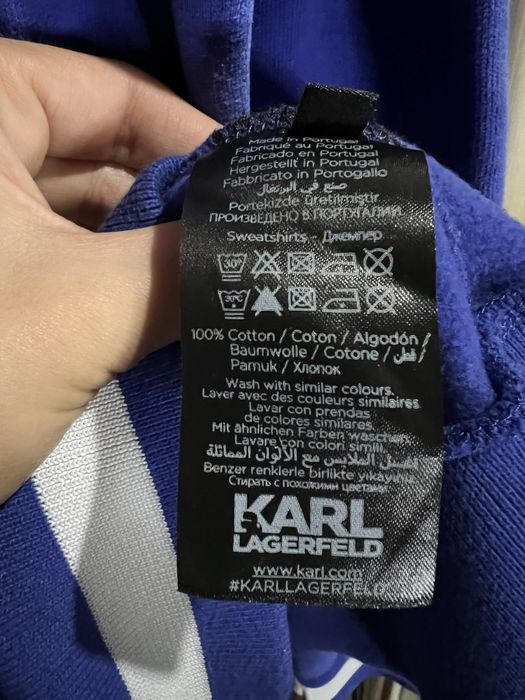 Made in Portugal
Fabriqué au Portugal
Fabricado en Portugal
Hergestellt in Portugal
Fabbricato in Portogallo
صنع في البرتغال
Portekizde üretilmiştir
ПРОИЗВЕДЕНО В ПОРТУГАЛИИ
Sweatshirts - Джемпер
30°
30°C
100% Cotton / Coton / Algodón /
Baumwolle / Cotone / قطن /
Pamuk / Хлопок
Wash with similar colours.
Laver avec des couleurs similaires
Lavar con prendas
de colores similares.
Mit ähnlichen Farben waschen
Lavare con colori simili.
اغسل الملابس مع الألوان المماثلة
Benzer renklerle birlikte yıkayın.
Стирать с похожими цветами
KARL
LAGERFELD
www.karl.com
#KARLLAGERFELD